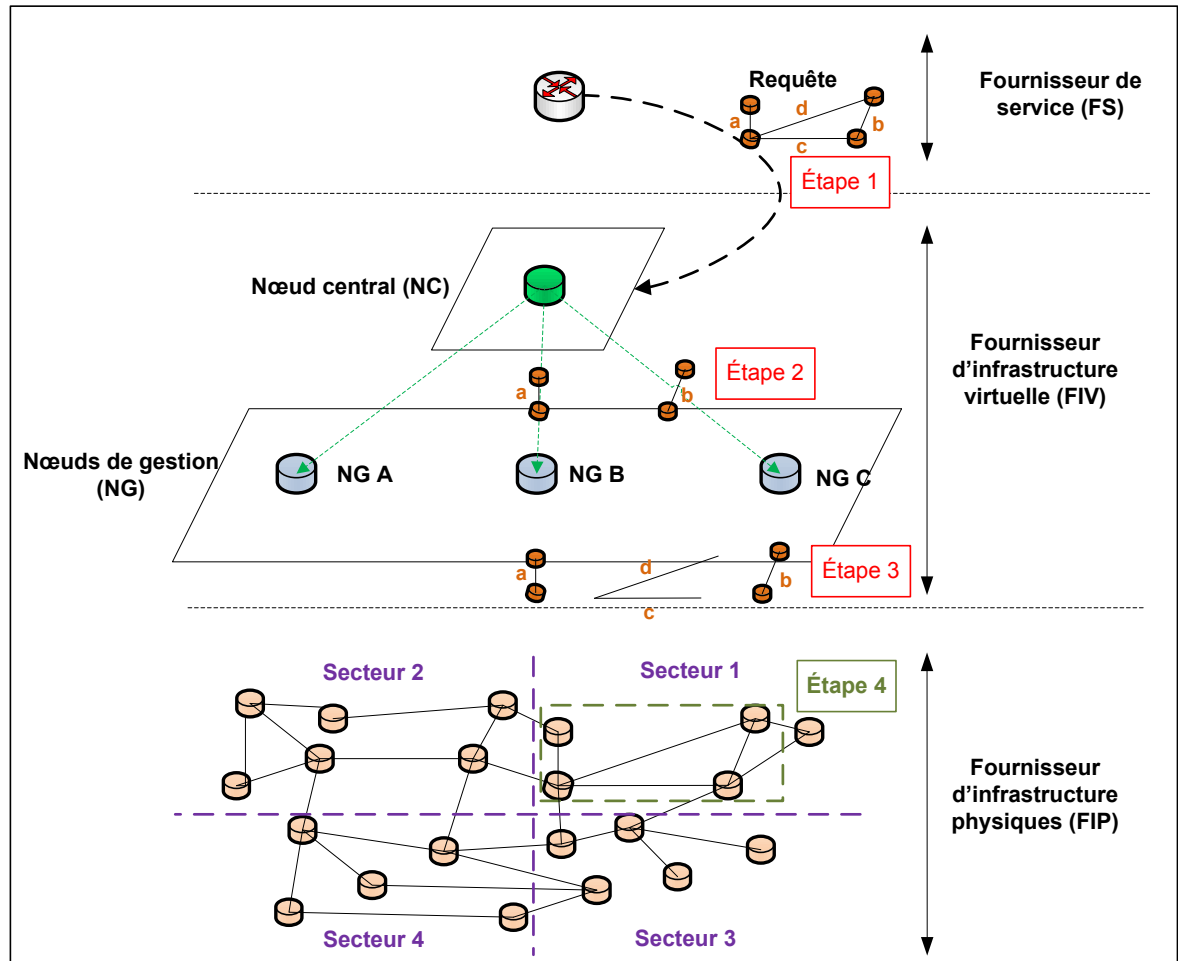 Requête
d
a
b
c
Fournisseur de
service (FS)
Étape 1
Nœud central (NC)
Étape 2
a
b
Fournisseur
d’infrastructure
virtuelle (FIV)
Nœuds de gestion
(NG)
NG A
NG B
NG C
Étape 3
a
d
b
c
Secteur 2
Secteur 1
Étape 4
Fournisseur
d’infrastructure
physiques (FIP)
Secteur 4
Secteur 3